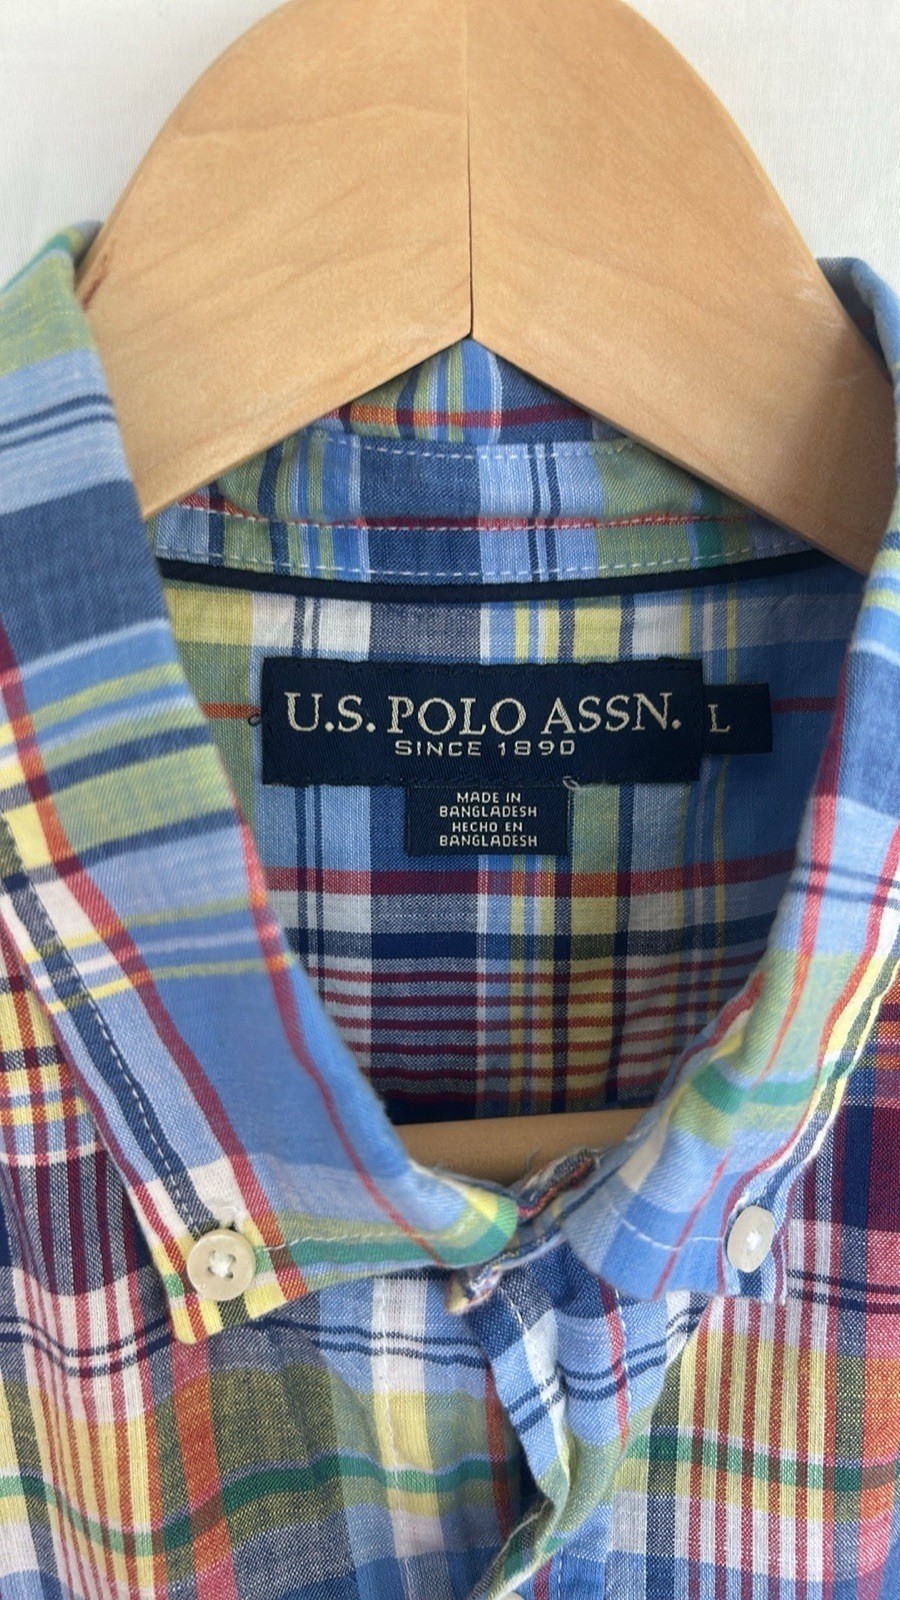 U.S. POLO ASSN.
SINCE 1890
L
MADE IN
BANGLADESH
HECHO EN
BANGLADESH